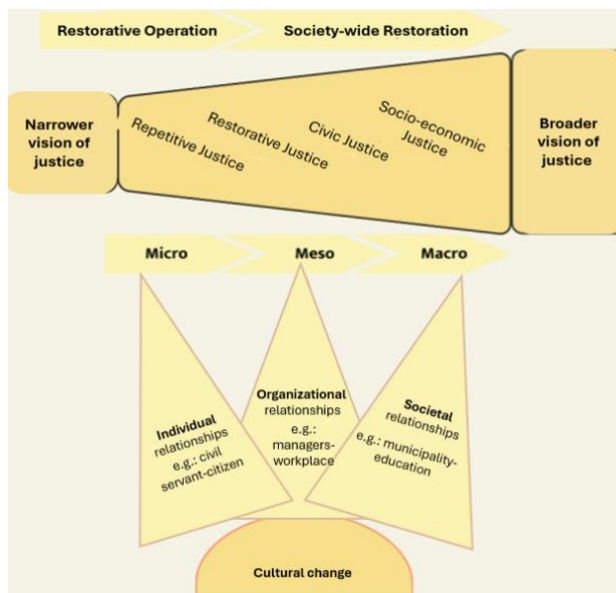 Restorative Operation
Society-wide Restoration
Narrower
vision of
justice
Repetitive Justice
Restorative Justice
Civic Justice
Socio-economic
Justice
Broader
vision of
justice
Micro
Meso
Macro
Individual
relationships
e.g.: civil
servant-citizen
Organizational
relationships
e.g.:
managers-
workplace
Societal
relationships
e.g.: municipality-
education
Cultural change